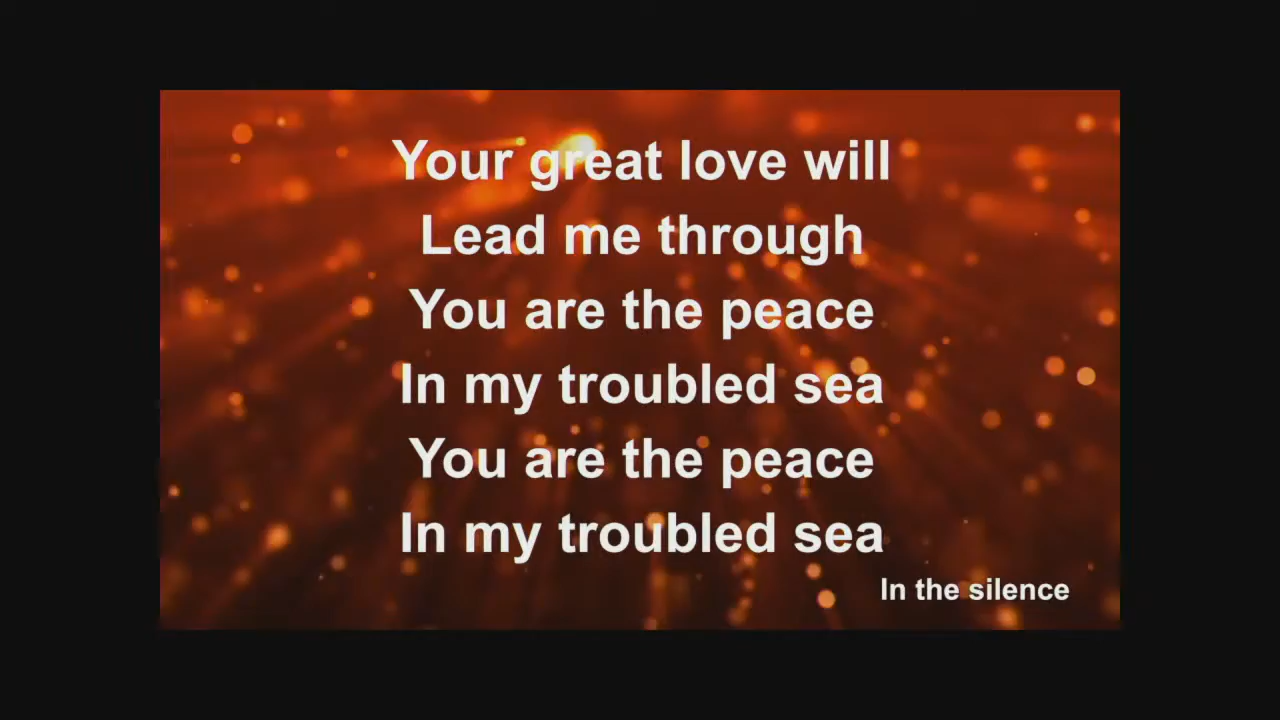 Your great love will
Lead me through
You are the peace
In my troubled sea
You are the peace
In my troubled sea
In the silence